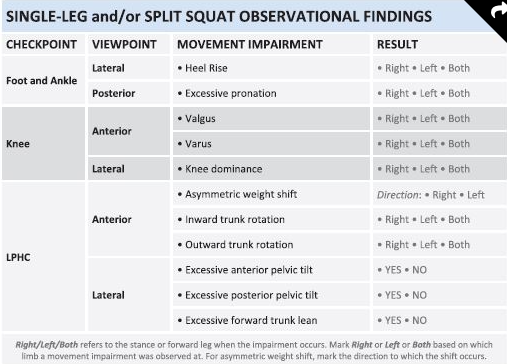 SINGLE-LEG and/or SPLIT SQUAT OBSERVATIONAL FINDINGS
CHECKPOINT VIEWPOINT MOVEMENT IMPAIRMENT RESULT
Foot and Ankle
Lateral • Heel Rise • Right • Left • Both
Posterior • Excessive pronation • Right • Left • Both
Knee
Anterior
• Valgus • Right • Left • Both
• Varus • Right • Left • Both
Lateral • Knee dominance • Right • Left • Both
LPHC
Anterior
• Asymmetric weight shift Direction: • Right • Left
• Inward trunk rotation • Right • Left • Both
• Outward trunk rotation • Right • Left • Both
Lateral
• Excessive anterior pelvic tilt • YES • NO
• Excessive posterior pelvic tilt • YES • NO
• Excessive forward trunk lean • YES • NO
Right/Left/Both refers to the stance or forward leg when the impairment occurs. Mark Right or Left or Both based on which
limb a movement impairment was observed at. For asymmetric weight shift, mark the direction to which the shift occurs.